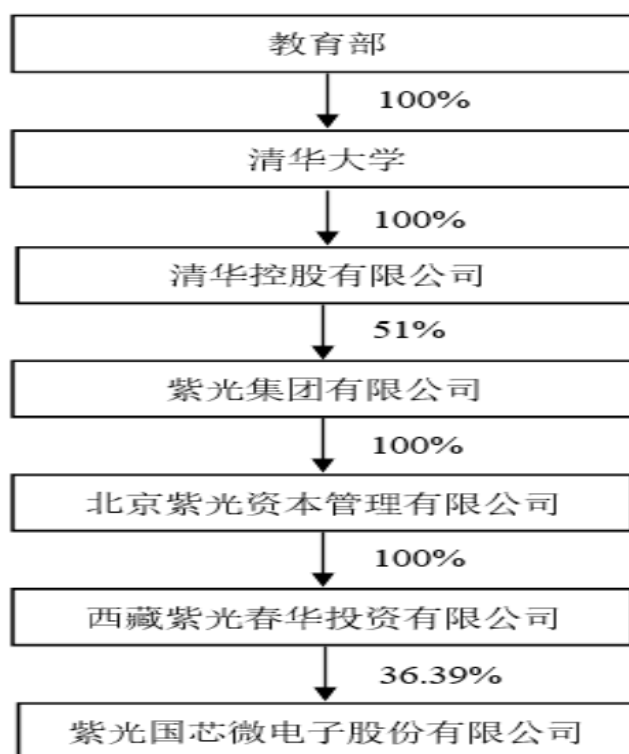 教育部
100%
清华大学
100%
清华控股有限公司
51%
紫光集团有限公司
100%
北京紫光资本管理有限公司
100%
西藏紫光春华投资有限公司
36.39%
紫光国芯微电子股份有限公司